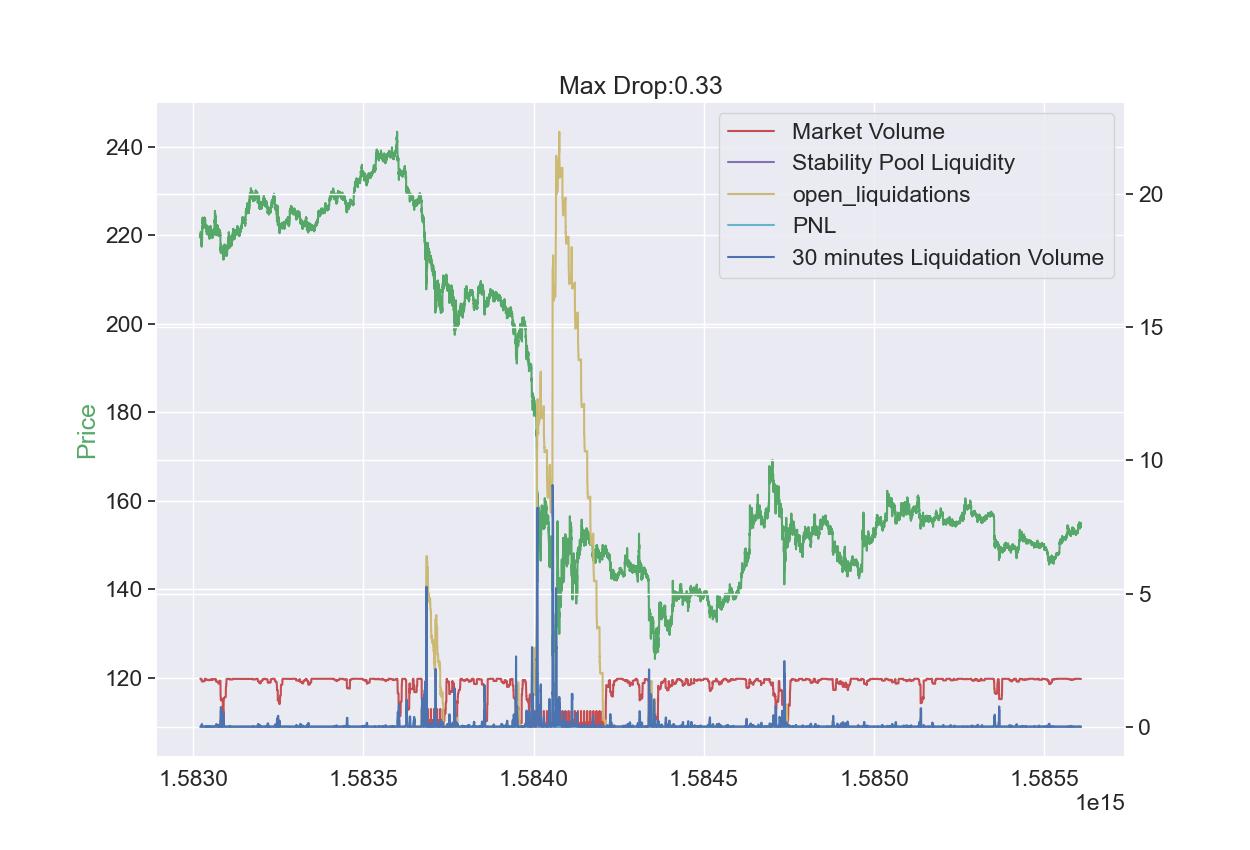 Max Drop:0.33
Market Volume
Stability Pool Liquidity
open_liquidations
PNL
30 minutes Liquidation Volume
Price
240
220
200
180
160
140
120
20
15
10
5
0
1.5830 1.5835 1.5840 1.5845 1.5850 1.5855
1e15